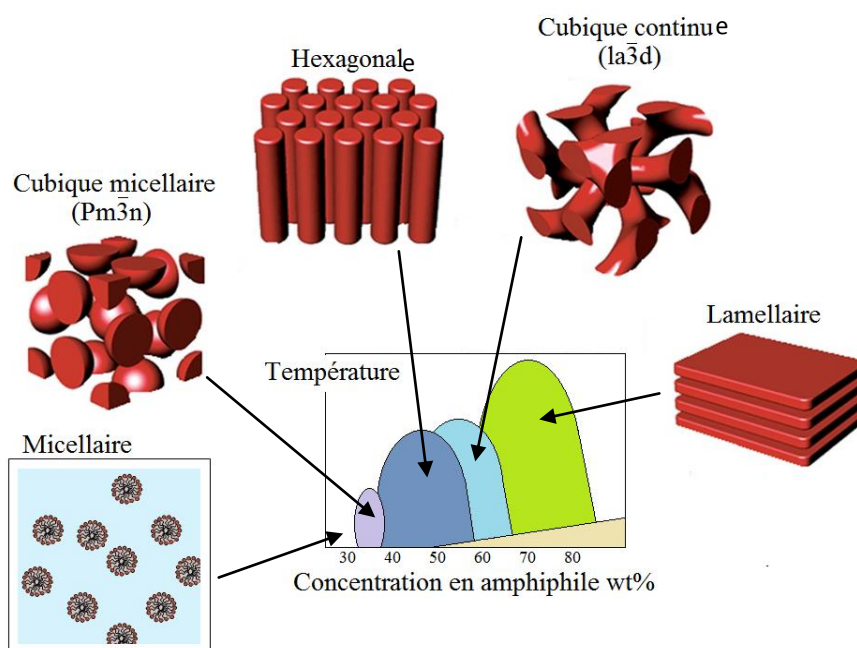 Cubique continue
(la3̅d)
Hexagonale
Cubique micellaire
(Pm3̅n)
Lamellaire
Température
Micellaire
30 40 50 60 70 80
Concentration en amphiphile wt%